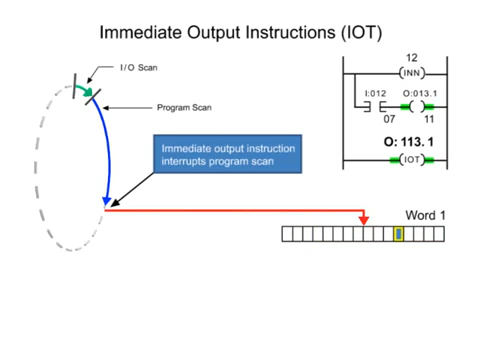 Immediate Output Instructions (IOT)
I/O Scan
Program Scan
Immediate output instruction
interrupts program scan
12
(INN)
I:012 O:013.1
07 11
O: 113. 1
(IOT)
Word 1